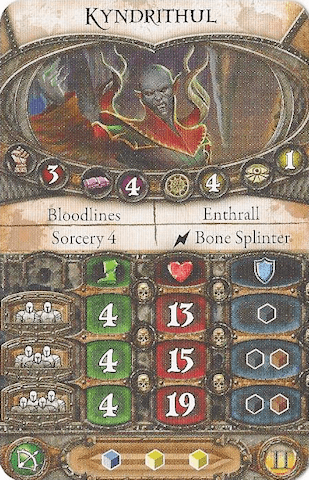 KYNDRITHUL
3 4 4 1
Bloodlines Enthrall
Sorcery 4 Bone Splinter
4 13
4 15
4 19
II